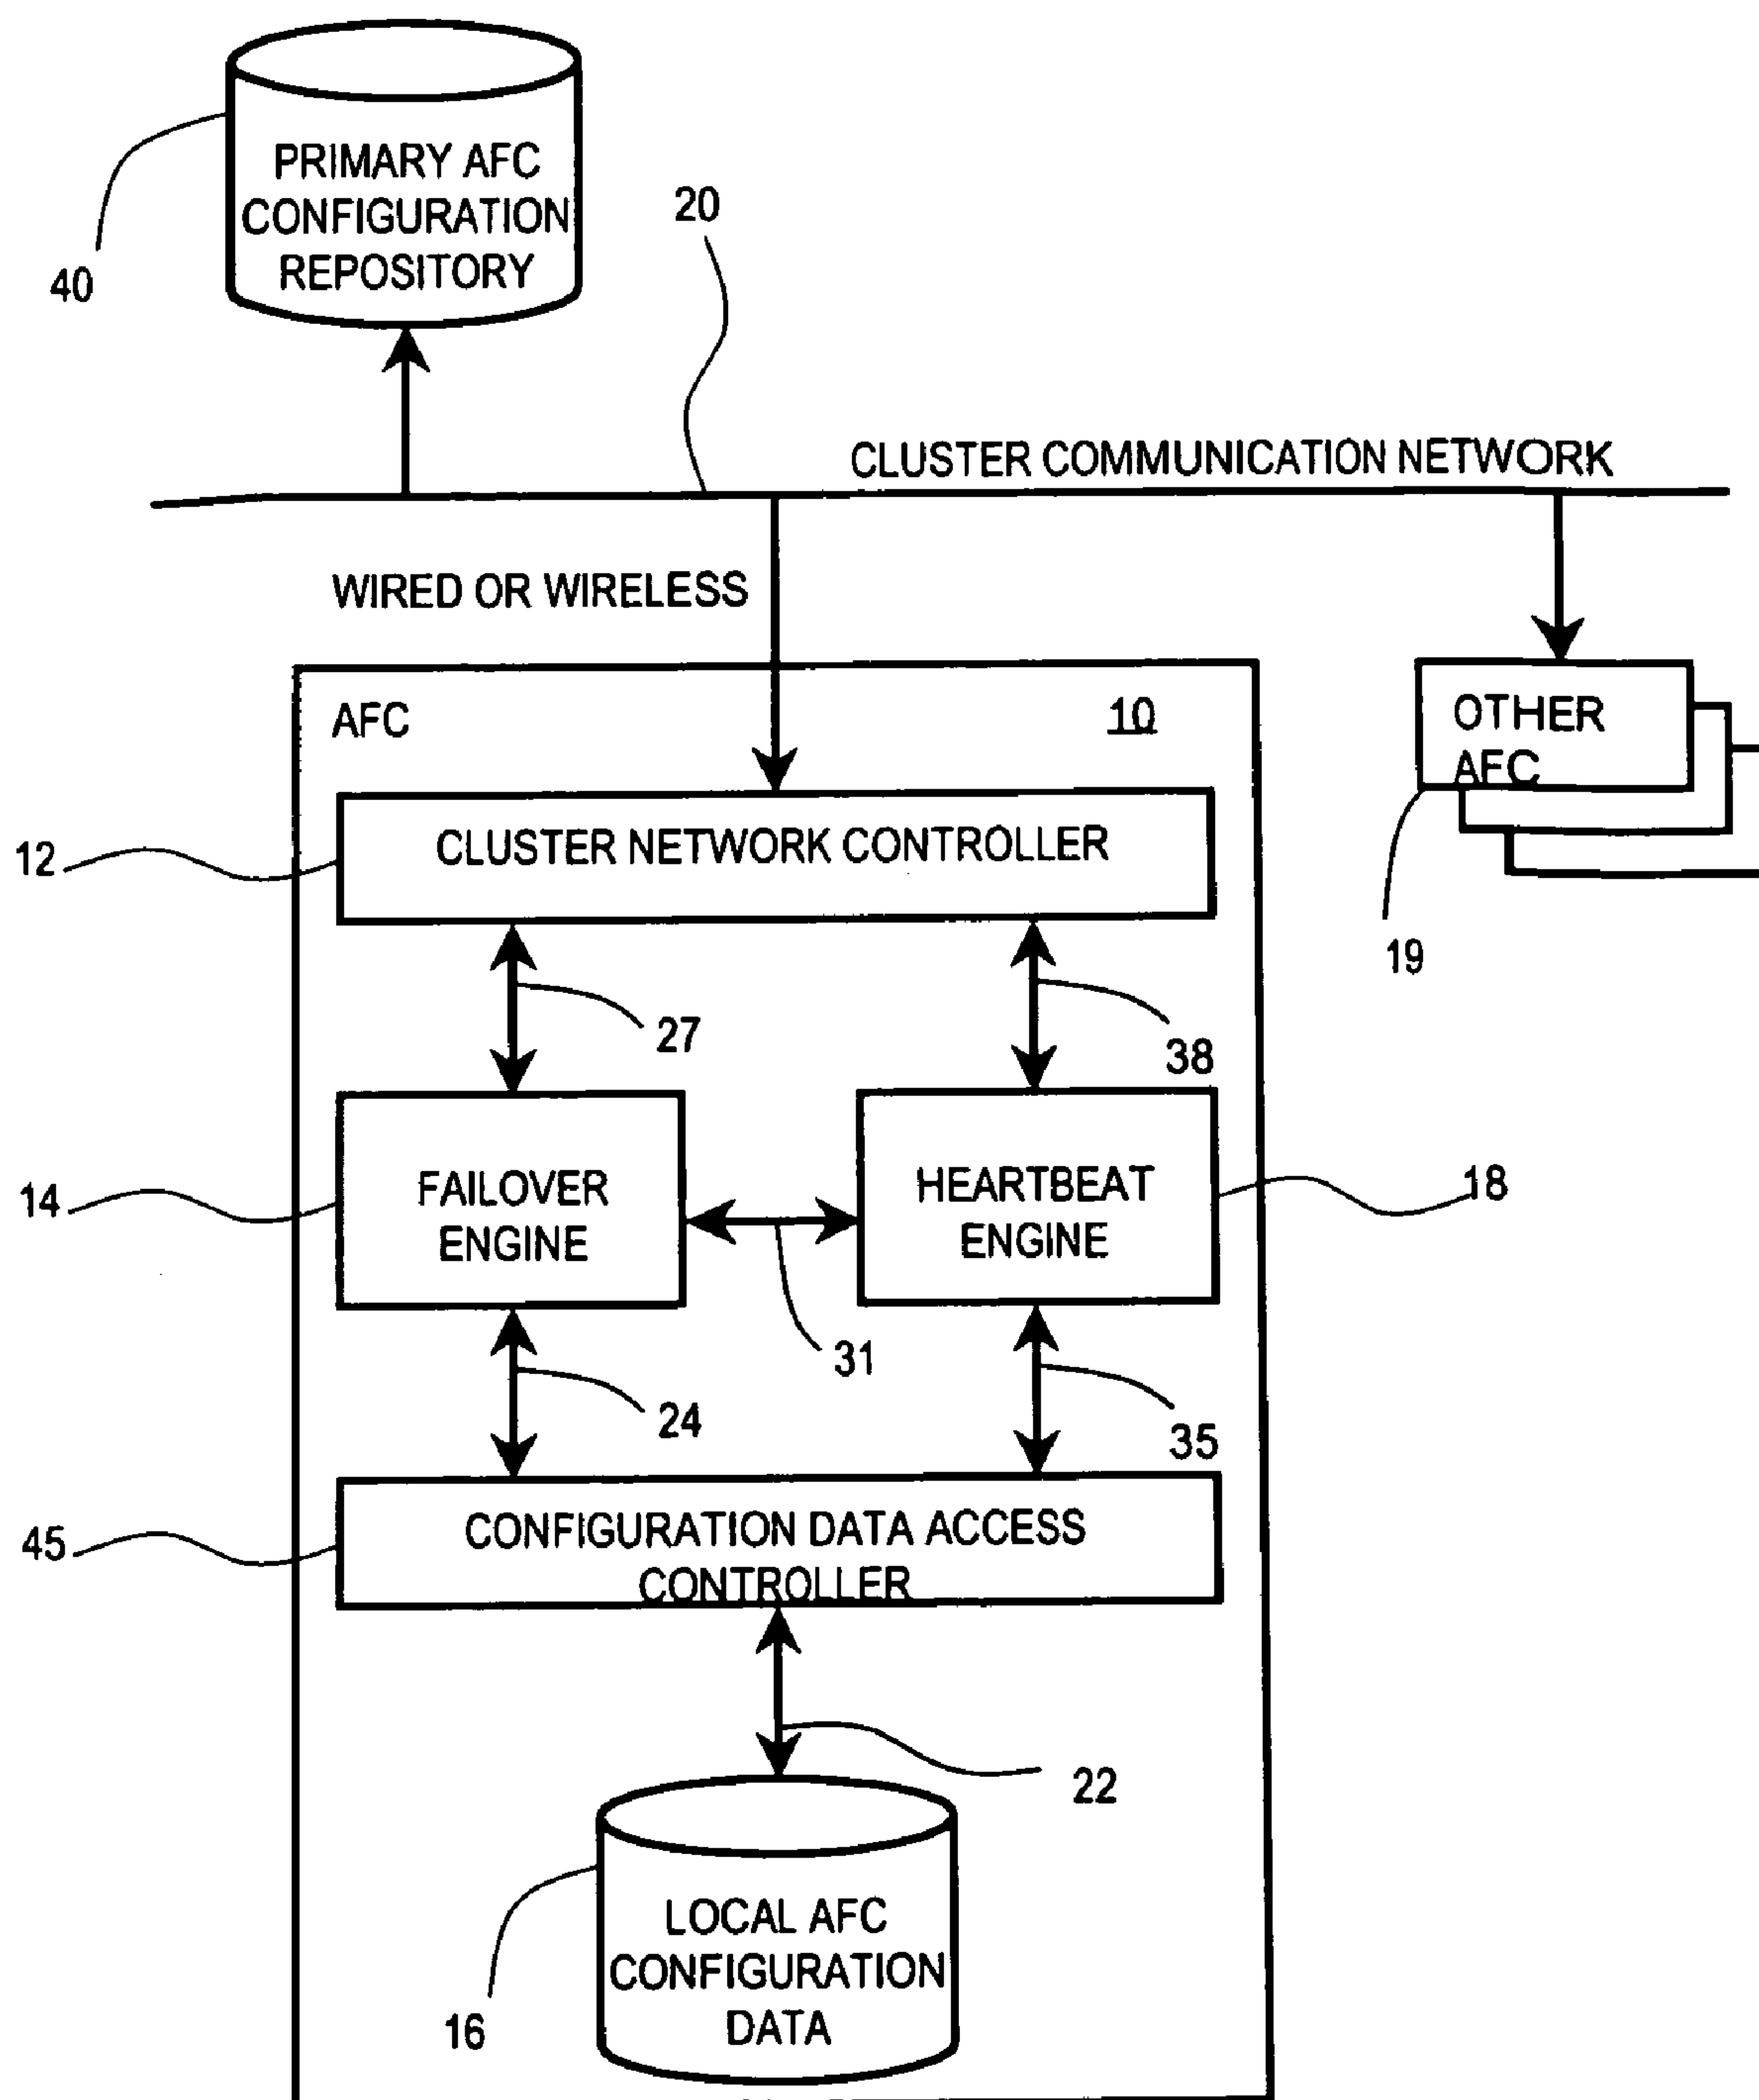 PRIMARY AFC
CONFIGURATION
REPOSITORY
40
20
CLUSTER COMMUNICATION NETWORK
WIRED OR WIRELESS
AFC
10
OTHER
AFC
19
CLUSTER NETWORK CONTROLLER
12
27
38
FAILOVER
ENGINE
14
HEARTBEAT
ENGINE
18
31
24
35
CONFIGURATION DATA ACCESS
CONTROLLER
45
22
LOCAL AFC
CONFIGURATION
DATA
16